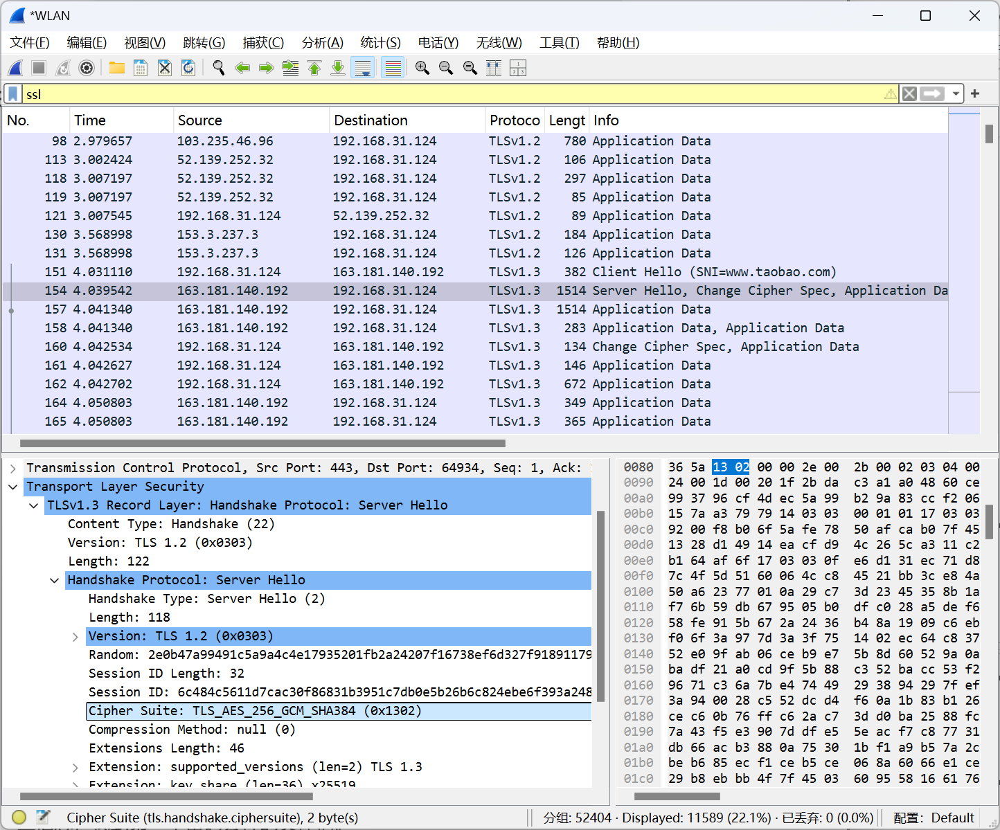 *WLAN
文件(F) 编辑(E) 视图(V) 跳转(G) 捕获(C) 分析(A) 统计(S) 电话(Y) 无线(W) 工具(T) 帮助(H)
ssl
No. Time Source Destination Protoco Lengt Info
98 2.979657 103.235.46.96 192.168.31.124 TLSv1.2 780 Application Data
113 3.002424 52.139.252.32 192.168.31.124 TLSv1.2 106 Application Data
118 3.007197 52.139.252.32 192.168.31.124 TLSv1.2 297 Application Data
119 3.007197 52.139.252.32 192.168.31.124 TLSv1.2 85 Application Data
121 3.007545 192.168.31.124 52.139.252.32 TLSv1.2 89 Application Data
130 3.568998 153.3.237.3 192.168.31.124 TLSv1.2 184 Application Data
131 3.568998 153.3.237.3 192.168.31.124 TLSv1.2 126 Application Data
151 4.031110 192.168.31.124 163.181.140.192 TLSv1.3 382 Client Hello (SNI=www.taobao.com)
154 4.039542 163.181.140.192 192.168.31.124 TLSv1.3 1514 Server Hello, Change Cipher Spec, Application Da
157 4.041340 163.181.140.192 192.168.31.124 TLSv1.3 1514 Application Data
158 4.041340 163.181.140.192 192.168.31.124 TLSv1.3 283 Application Data, Application Data
160 4.042534 192.168.31.124 163.181.140.192 TLSv1.3 134 Change Cipher Spec, Application Data
161 4.042627 192.168.31.124 163.181.140.192 TLSv1.3 146 Application Data
162 4.042702 192.168.31.124 163.181.140.192 TLSv1.3 672 Application Data
164 4.050803 163.181.140.192 192.168.31.124 TLSv1.3 349 Application Data
165 4.050803 163.181.140.192 192.168.31.124 TLSv1.3 365 Application Data
Transmission Control Protocol, Src Port: 443, Dst Port: 64934, Seq: 1, Ack:
Transport Layer Security
TLSv1.3 Record Layer: Handshake Protocol: Server Hello
Content Type: Handshake (22)
Version: TLS 1.2 (0x0303)
Length: 122
Handshake Protocol: Server Hello
Handshake Type: Server Hello (2)
Length: 118
Version: TLS 1.2 (0x0303)
Random: 2e0b47a99491c5a9a4c4e17935201fb2a24207f16738ef6d327f91891179
Session ID Length: 32
Session ID: 6c484c5611d7cac30f86831b3951c7db0e5b26b6c824ebe6f393a248
Cipher Suite: TLS_AES_256_GCM_SHA384 (0x1302)
Compression Method: null (0)
Extensions Length: 46
Extension: supported_versions (len=2) TLS 1.3
Extension: key_share (len=36) x25519
0080 36 5a 13 02 00 00 2e 00 2b 00 02 03 04 00
0090 24 00 1d 00 20 1f 2b da c3 a1 a0 48 60 ce
00a0 99 37 96 cf 4d ec 5a 99 b2 9a 83 cc f2 06
00b0 15 7a a3 79 79 14 03 03 00 01 01 17 03 03
00c0 92 00 f8 b0 6f 5a fe 78 50 af ca b0 7f 45
00d0 13 28 d1 49 14 ea cf d9 4c 26 5c a3 11 c2
00e0 b1 64 af 6f 17 03 03 0f e6 d1 31 ec 71 d8
00f0 7c 4f 5d 51 60 06 4c c8 45 21 bb 3c e8 4a
0100 50 a6 23 77 01 0a 29 c7 3d 23 45 35 8b 1a
0110 f7 6b 59 db 67 95 05 b0 df c0 28 a5 de f6
0120 58 fe 91 5b 67 2a 24 36 b4 8a 19 09 c6 eb
0130 f0 6f 3a 97 7d 3a 3f 75 14 02 ec 64 c8 37
0140 52 e0 9f ab 06 ce b9 e7 5b 8d 60 52 9a 0a
0150 ba df 21 a0 cd 9f 5b 88 c3 52 ba cc 53 f2
0160 96 71 c3 6a 7b e4 74 49 29 38 94 29 7f ef
0170 3a 94 00 28 c5 52 dc d4 f6 0a 1b 83 b1 26
0180 ce c6 0b 76 ff c6 2a c7 3d d0 ba 25 88 fc
0190 7a 43 f5 e3 90 7d df e5 5e ac f7 c8 77 31
01a0 db 66 ac b3 88 0a 75 30 1b f1 a9 b5 7a 2c
01b0 be b6 85 ec f1 ce b5 ce 06 8a 60 66 e1 ce
01c0 29 b8 eb bb 4f 7f 45 03 60 95 58 16 61 76
Cipher Suite (tls.handshake.ciphersuite), 2 byte(s) 分组: 52404 · Displayed: 11589 (22.1%) · 已丢弃: 0 (0.0%) 配置: Default